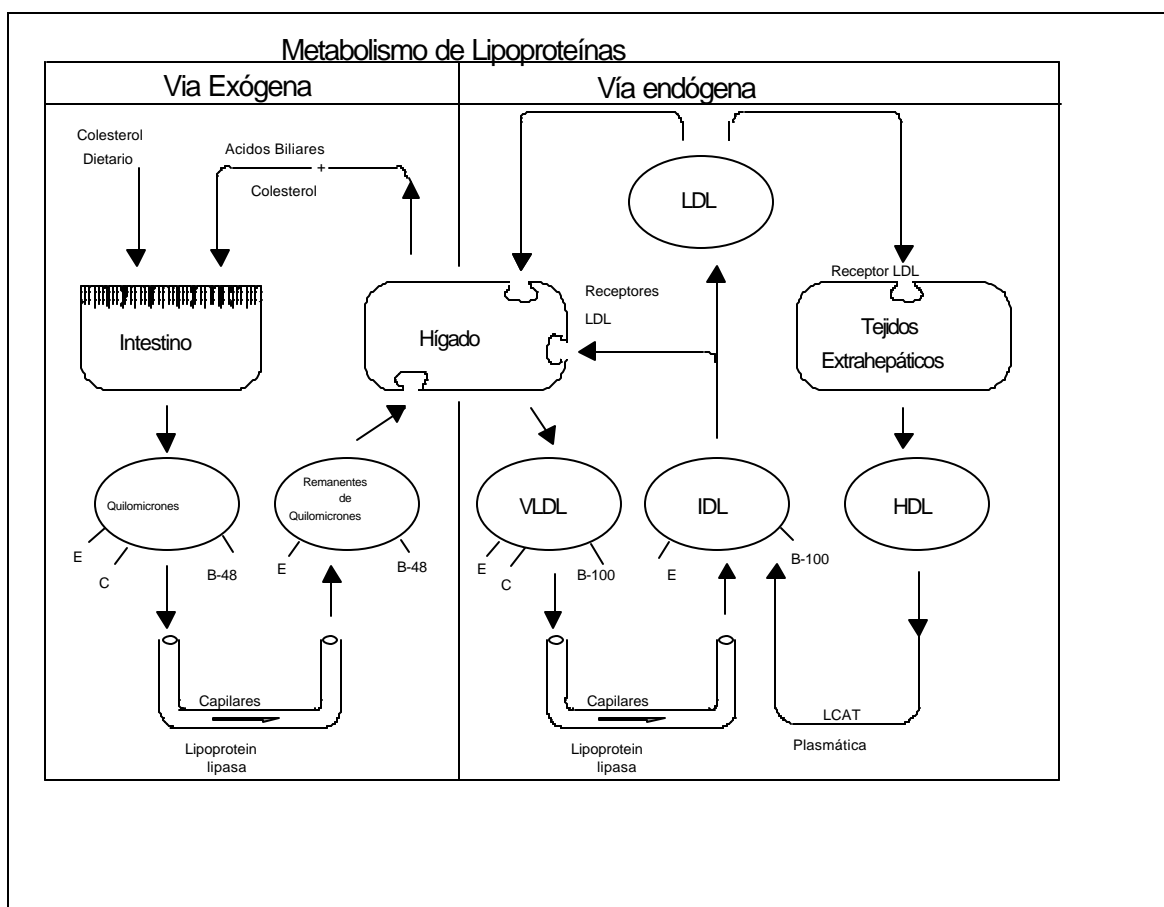 Metabolismo de Lipoproteínas
Via Exógena
Vía endógena
Colesterol
Dietario
Acidos Biliares
+
Colesterol
LDL
Receptor LDL
Receptores
LDL
Intestino
Hígado
Tejidos
Extrahepáticos
Quilomicrones
Remanentes
de
Quilomicrones
VLDL
IDL
HDL
E
C
B-48
E
B-48
E
C
B-100
E
B-100
Capilares
Lipoprotein
lipasa
Capilares
Lipoprotein
lipasa
LCAT
Plasmática